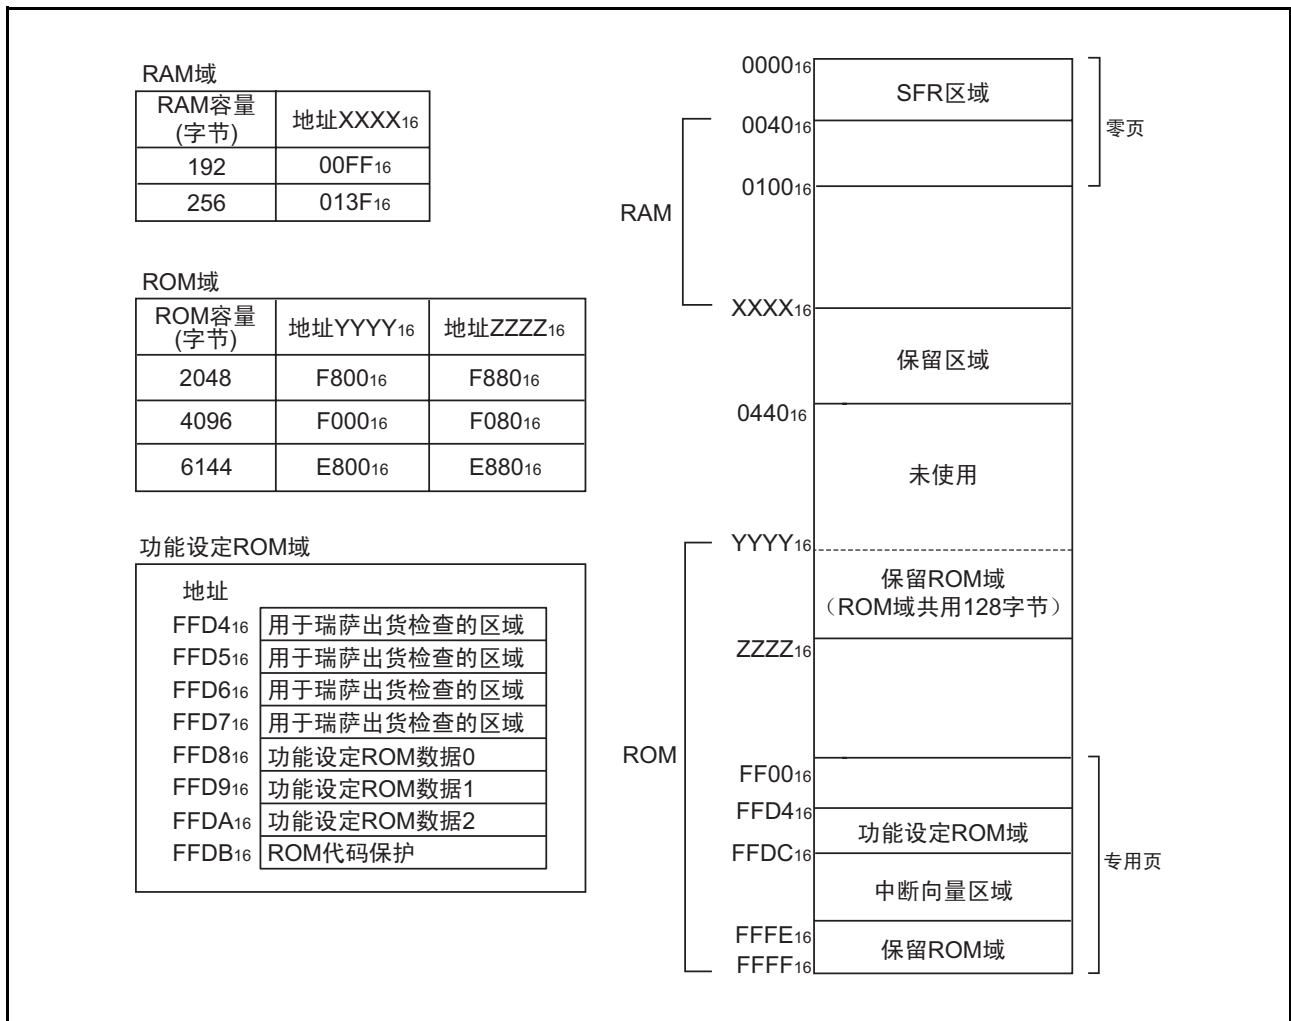 RAM域
RAM容量
(字节)
地址XXXX16
192
00FF16
256
013F16
ROM域
ROM容量
(字节)
地址YYYY16
地址ZZZZ16
2048
F80016
F88016
4096
F00016
F08016
6144
E80016
E88016
功能设定ROM域
地址
FFD416 用于瑞萨出货检查的区域
FFD516 用于瑞萨出货检查的区域
FFD616 用于瑞萨出货检查的区域
FFD716 用于瑞萨出货检查的区域
FFD816 功能设定ROM数据0
FFD916 功能设定ROM数据1
FFDA16 功能设定ROM数据2
FFDB16 ROM代码保护
000016
SFR区域
004016
零页
010016
RAM
XXXX16
保留区域
044016
未使用
YYYY16
保留ROM域
（ROM域共用128字节）
ZZZZ16
ROM
FF0016
FFD416
功能设定ROM域
FFDC16
专用页
中断向量区域
FFFE16
保留ROM域
FFFF16